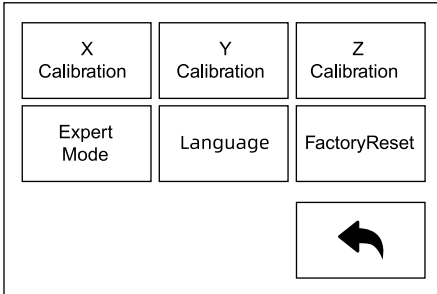 X
Calibration
Y
Calibration
Z
Calibration
Expert
Mode
Language
FactoryReset